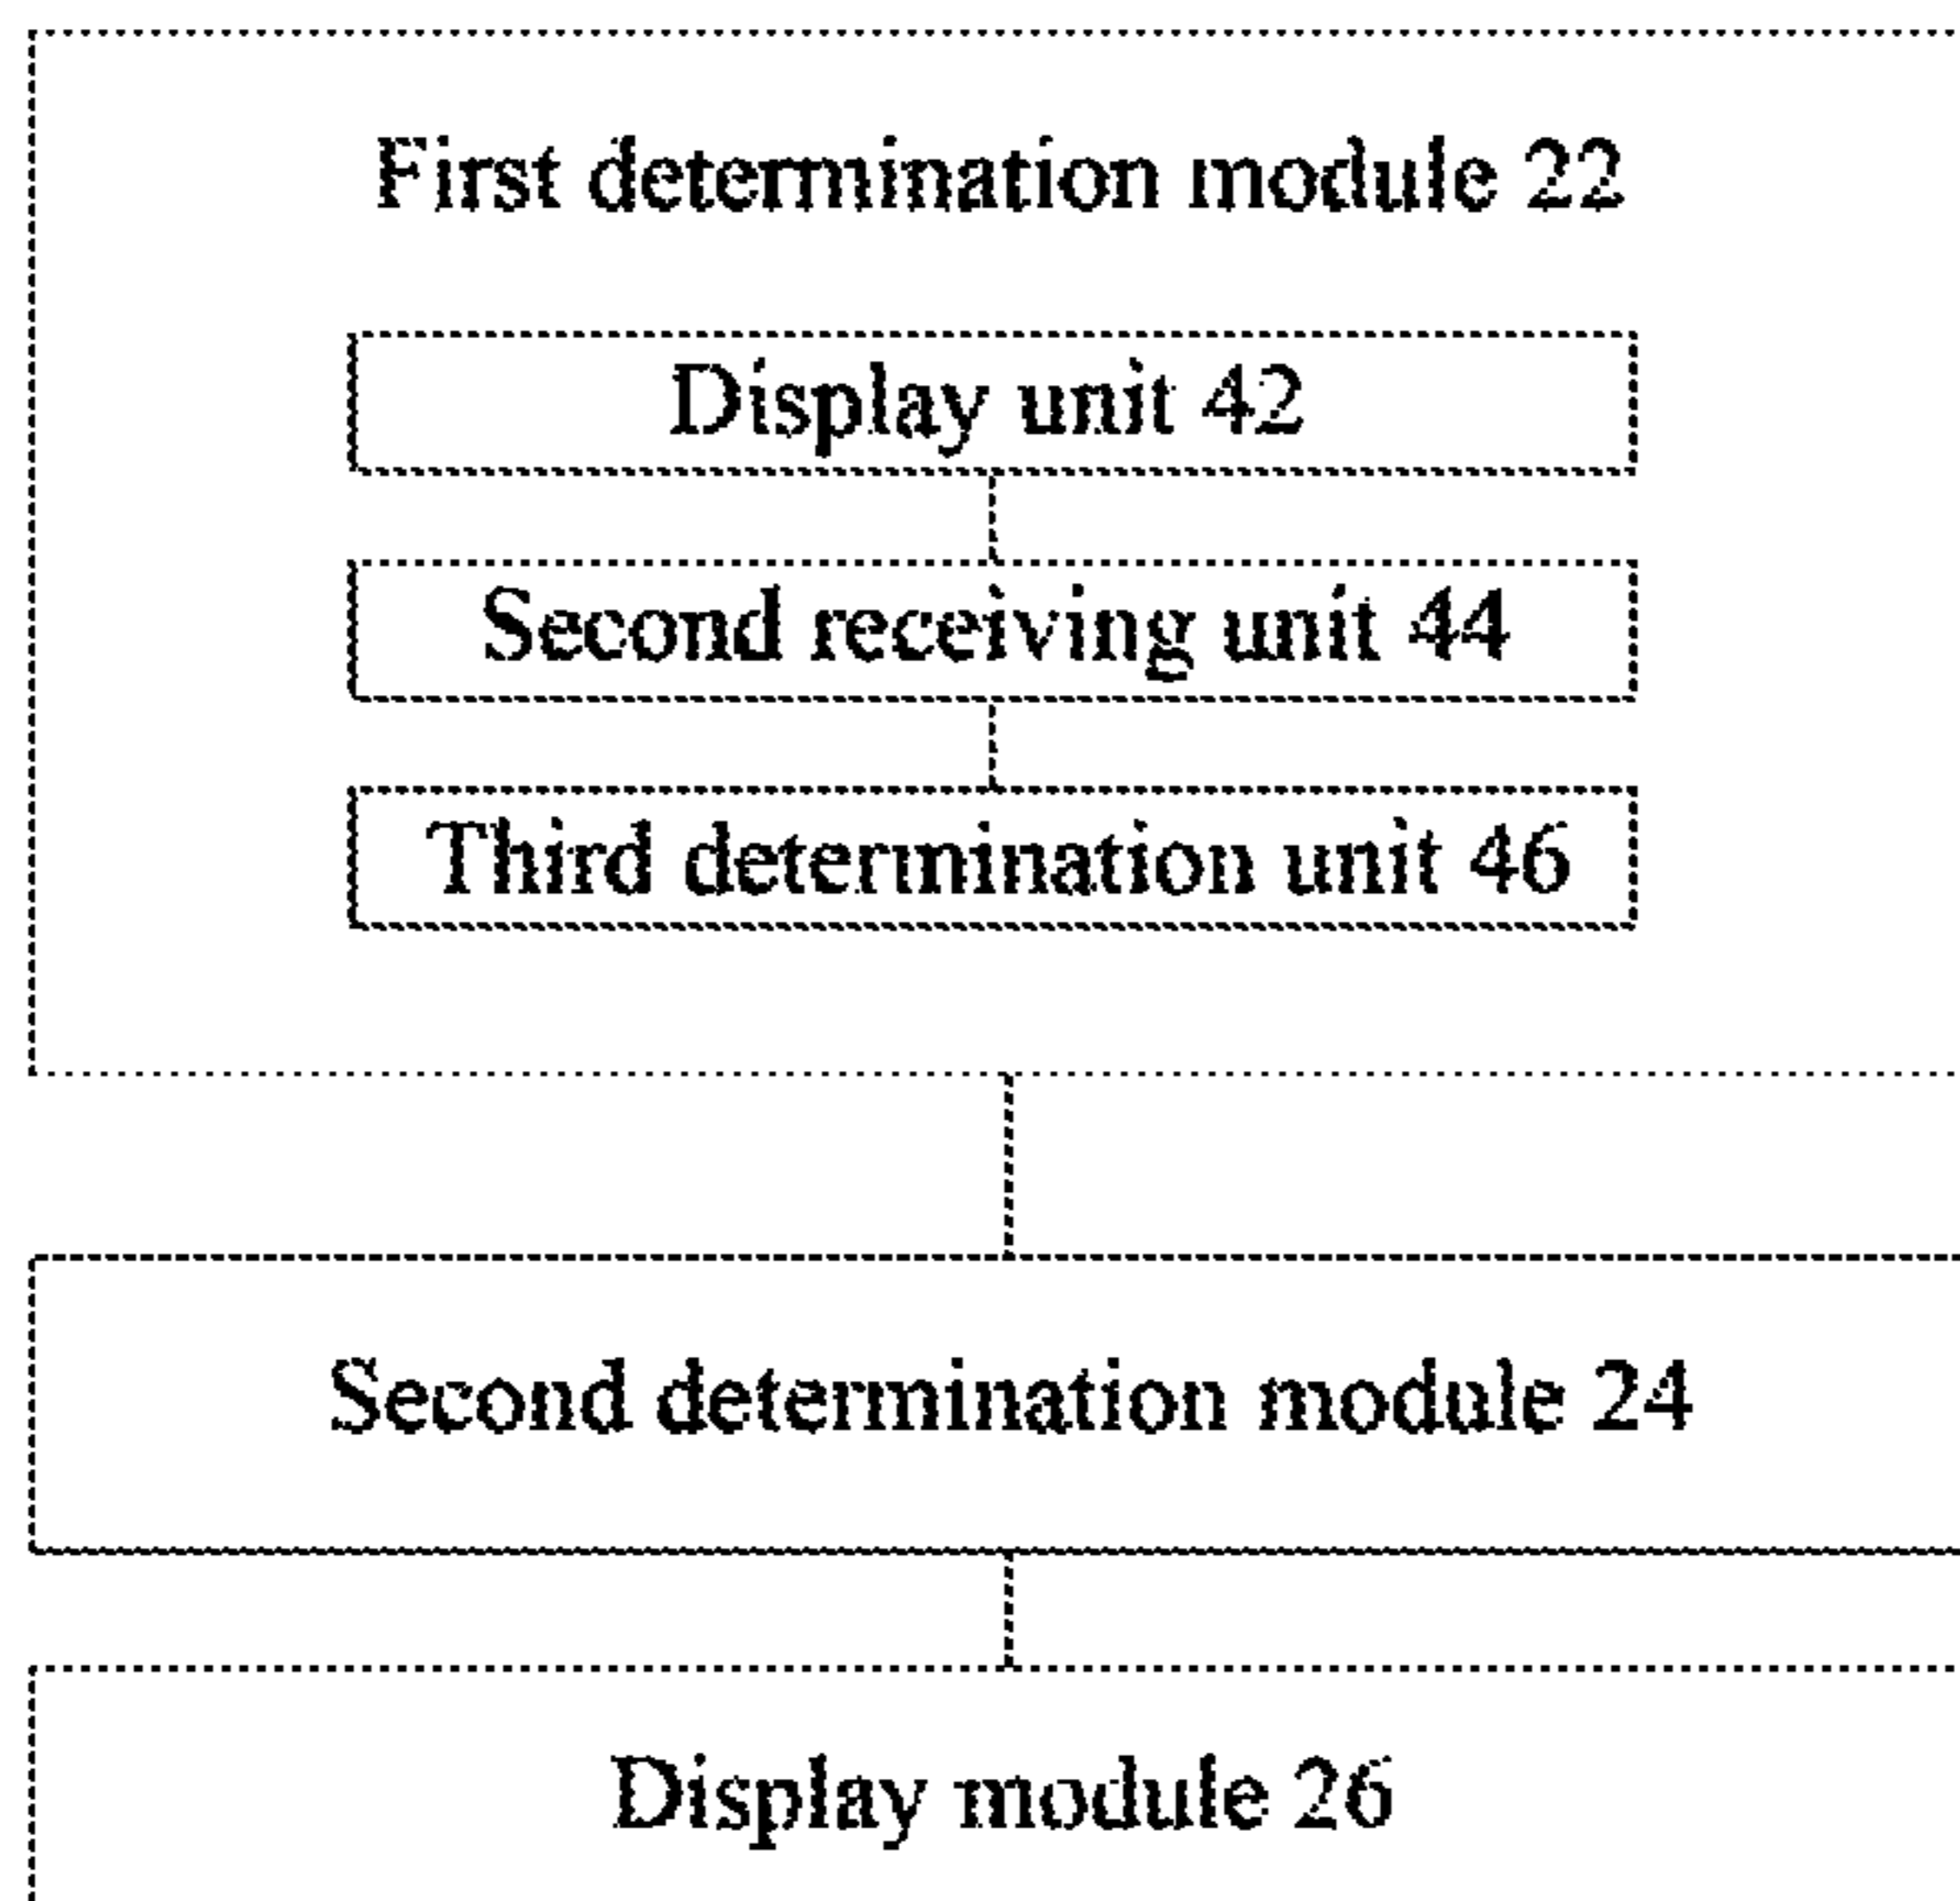 First determination module 22
Display unit 42
Second receiving unit 44
Third determination unit 46
Second determination module 24
Display module 26